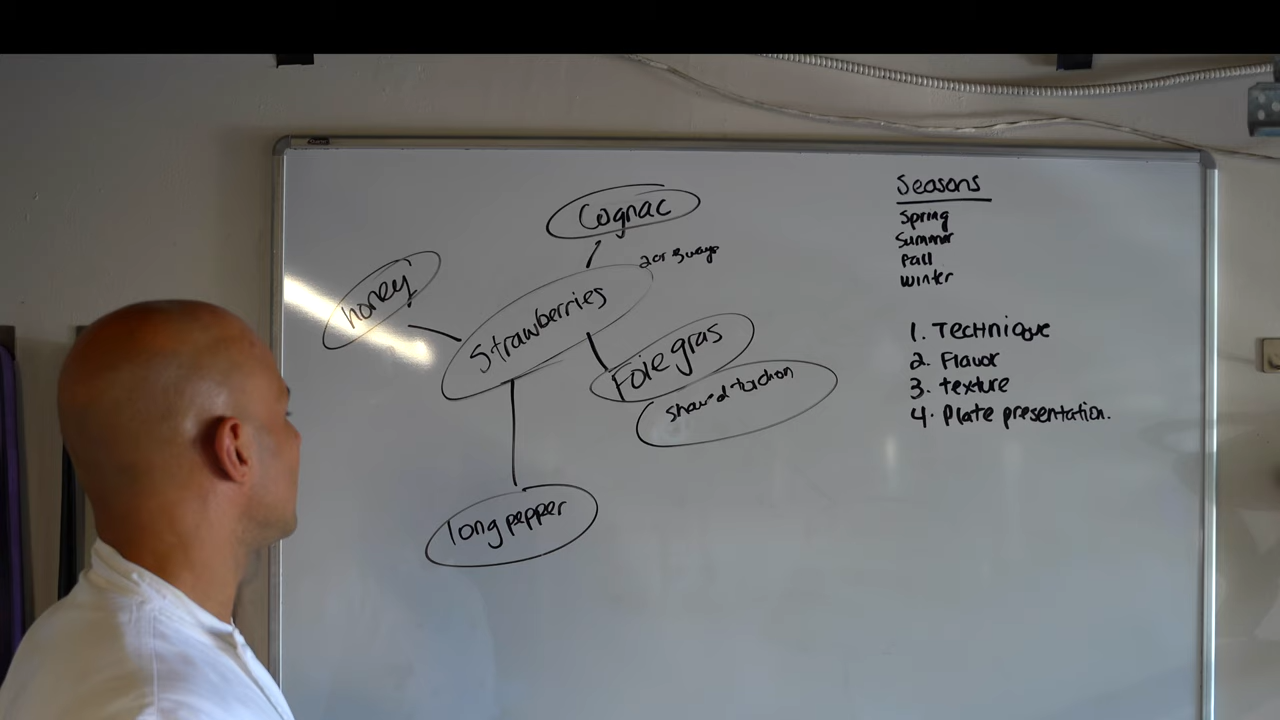 Cognac
2 or 3 ways
honey
Strawberries
Foie gras
shaved torchon
long pepper
Seasons
Spring
Summer
Fall
Winter
1. Technique
2. Flavor
3. texture
4. Plate presentation.